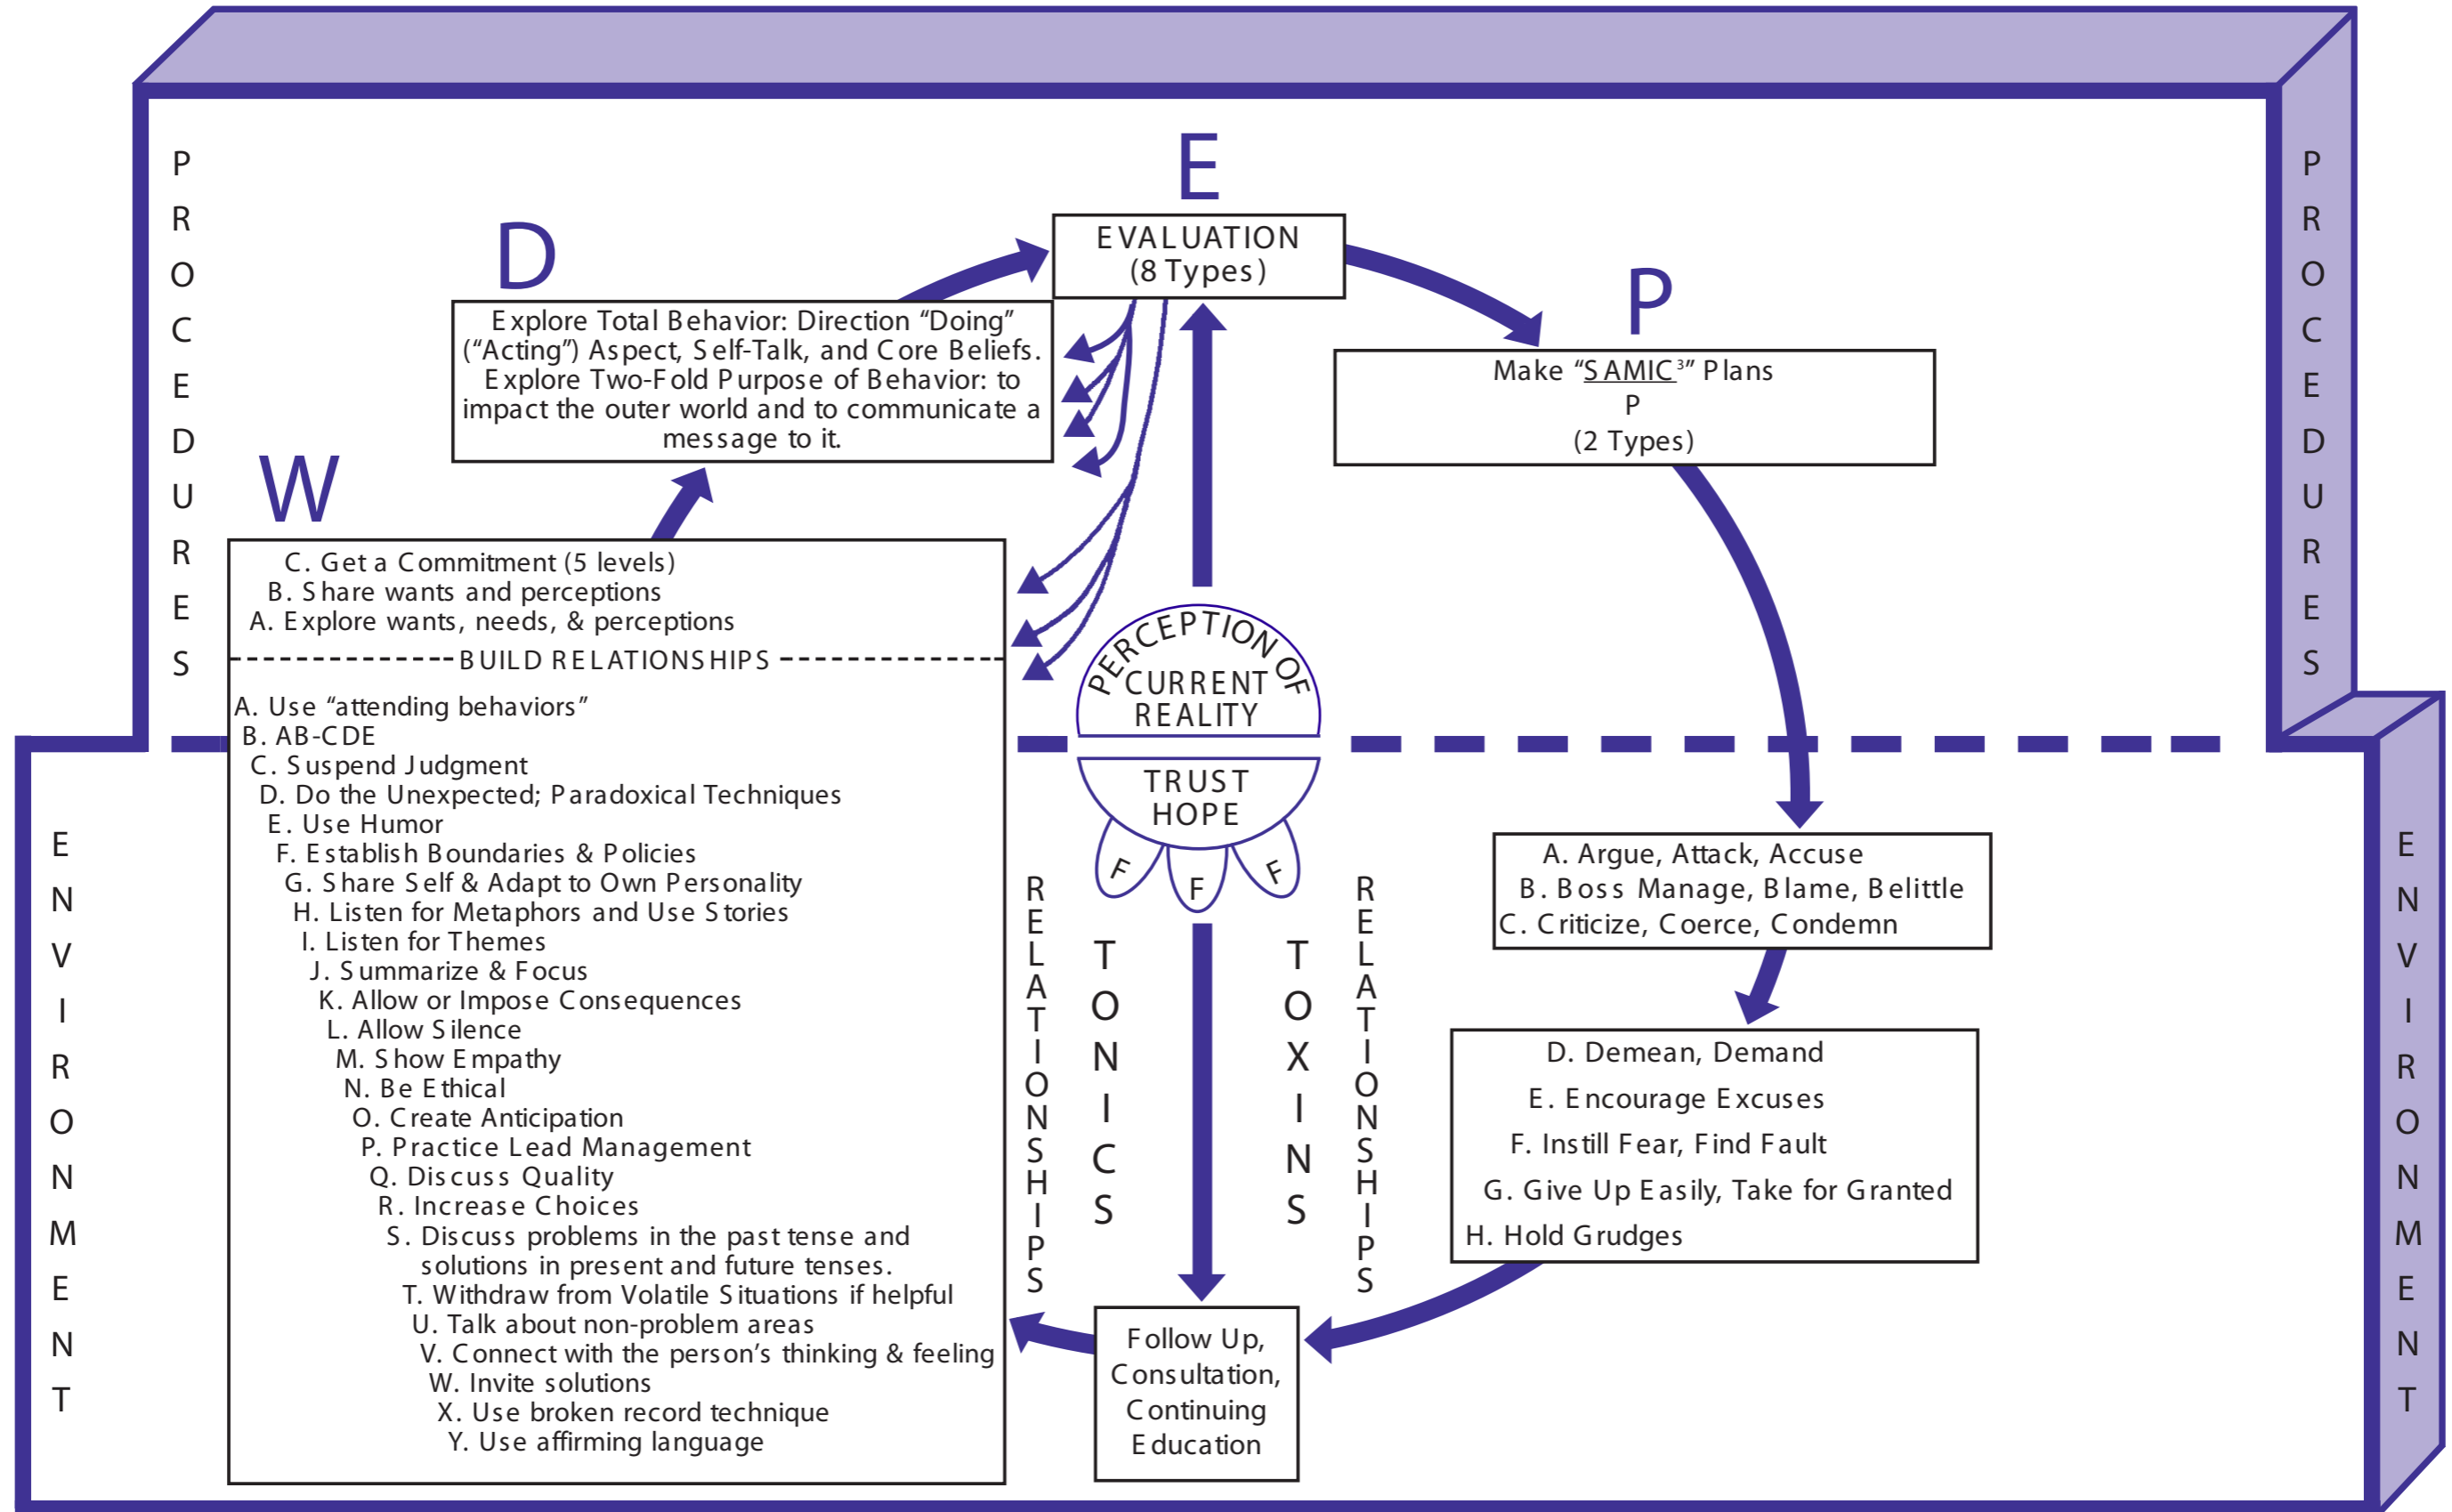 PROCEDURES
E
EVALUATION
(8 Types)
D
Explore Total Behavior: Direction “Doing”
(“Acting”) Aspect, Self-Talk, and Core Beliefs.
Explore Two-Fold Purpose of Behavior: to
impact the outer world and to communicate a
message to it.
P
Make “SAMIC³” Plans
P
(2 Types)
PROCEDURES
W
C. Get a Commitment (5 levels)
B. Share wants and perceptions
A. Explore wants, needs, & perceptions
BUILD RELATIONSHIPS
A. Use “attending behaviors”
B. AB-CDE
C. Suspend Judgment
D. Do the Unexpected; Paradoxical Techniques
E. Use Humor
F. Establish Boundaries & Policies
G. Share Self & Adapt to Own Personality
H. Listen for Metaphors and Use Stories
I. Listen for Themes
J. Summarize & Focus
K. Allow or Impose Consequences
L. Allow Silence
M. Show Empathy
N. Be Ethical
O. Create Anticipation
P. Practice Lead Management
Q. Discuss Quality
R. Increase Choices
S. Discuss problems in the past tense and
solutions in present and future tenses.
T. Withdraw from Volatile Situations if helpful
U. Talk about non-problem areas
V. Connect with the person’s thinking & feeling
W. Invite solutions
X. Use broken record technique
Y. Use affirming language
PERCEPTION OF
CURRENT
REALITY
TRUST
HOPE
F
F
F
ENVIRONMENT
RELATIONSHIPS
TONICS
TOXINS
RELATIONSHIPS
A. Argue, Attack, Accuse
B. Boss Manage, Blame, Belittle
C. Criticize, Coerce, Condemn
D. Demean, Demand
E. Encourage Excuses
F. Instill Fear, Find Fault
G. Give Up Easily, Take for Granted
H. Hold Grudges
ENVIRONMENT
Follow Up,
Consultation,
Continuing
Education